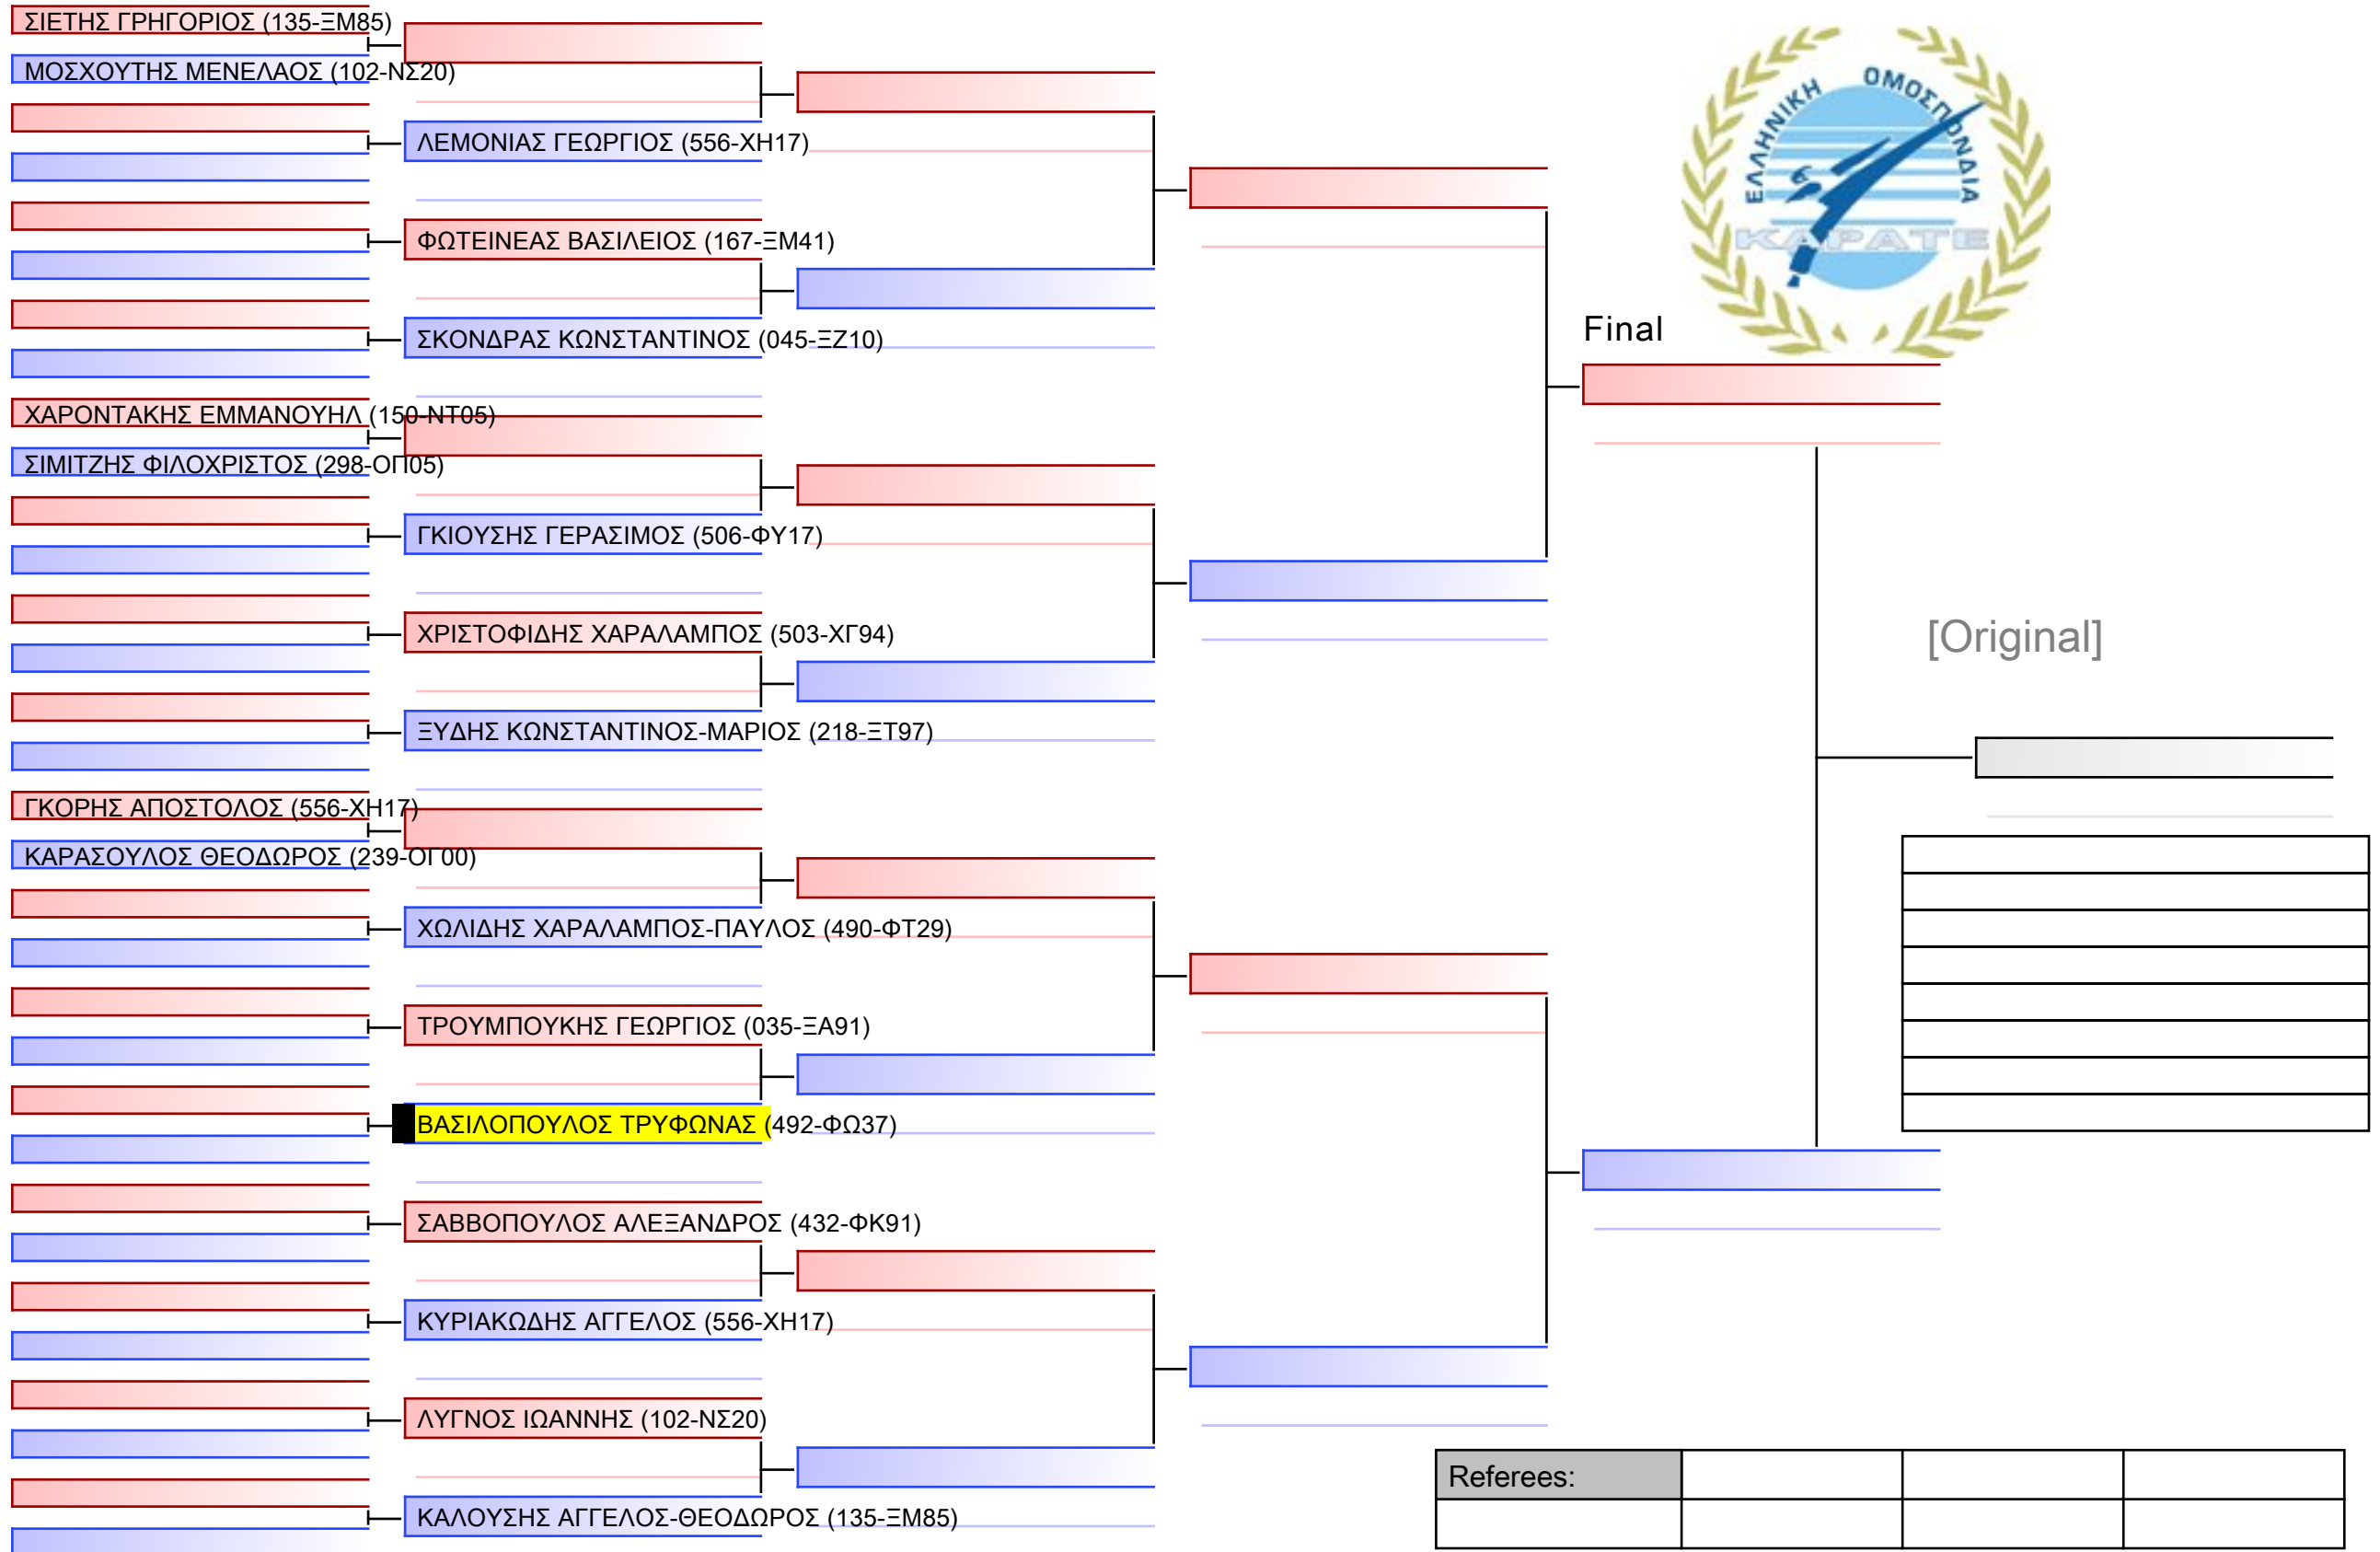 ΣΙΕΤΗΣ ΓΡΗΓΟΡΙΟΣ (135-ΞΜ85)
ΜΟΣΧΟΥΤΗΣ ΜΕΝΕΛΑΟΣ (102-ΝΣ20)
ΛΕΜΟΝΙΑΣ ΓΕΩΡΓΙΟΣ (556-ΧΗ17)
ΦΩΤΕΙΝΕΑΣ ΒΑΣΙΛΕΙΟΣ (167-ΞΜ41)
ΣΚΟΝΔΡΑΣ ΚΩΝΣΤΑΝΤΙΝΟΣ (045-ΞΖ10)
ΧΑΡΟΝΤΑΚΗΣ ΕΜΜΑΝΟΥΗΛ (150-ΝΤ05)
ΣΙΜΙΤΖΗΣ ΦΙΛΟΧΡΙΣΤΟΣ (298-ΟΠ05)
ΓΚΙΟΥΣΗΣ ΓΕΡΑΣΙΜΟΣ (506-ΦΥ17)
ΧΡΙΣΤΟΦΙΔΗΣ ΧΑΡΑΛΑΜΠΟΣ (503-ΧΓ94)
ΞΥΔΗΣ ΚΩΝΣΤΑΝΤΙΝΟΣ-ΜΑΡΙΟΣ (218-ΞΤ97)
ΓΚΟΡΗΣ ΑΠΟΣΤΟΛΟΣ (556-ΧΗ17)
ΚΑΡΑΣΟΥΛΟΣ ΘΕΟΔΩΡΟΣ (239-ΟΓ00)
ΧΩΛΙΔΗΣ ΧΑΡΑΛΑΜΠΟΣ-ΠΑΥΛΟΣ (490-ΦΤ29)
ΤΡΟΥΜΠΟΥΚΗΣ ΓΕΩΡΓΙΟΣ (035-ΞΑ91)
ΒΑΣΙΛΟΠΟΥΛΟΣ ΤΡΥΦΩΝΑΣ (492-ΦΩ37)
ΣΑΒΒΟΠΟΥΛΟΣ ΑΛΕΞΑΝΔΡΟΣ (432-ΦΚ91)
ΚΥΡΙΑΚΩΔΗΣ ΑΓΓΕΛΟΣ (556-ΧΗ17)
ΛΥΓΝΟΣ ΙΩΑΝΝΗΣ (102-ΝΣ20)
ΚΑΛΟΥΣΗΣ ΑΓΓΕΛΟΣ-ΘΕΟΔΩΡΟΣ (135-ΞΜ85)
ΕΛΛΗΝΙΚΗ ΟΜΟΣΠΟΝΔΙΑ
ΚΑΡΑΤΕ
Final
[Original]
Referees: